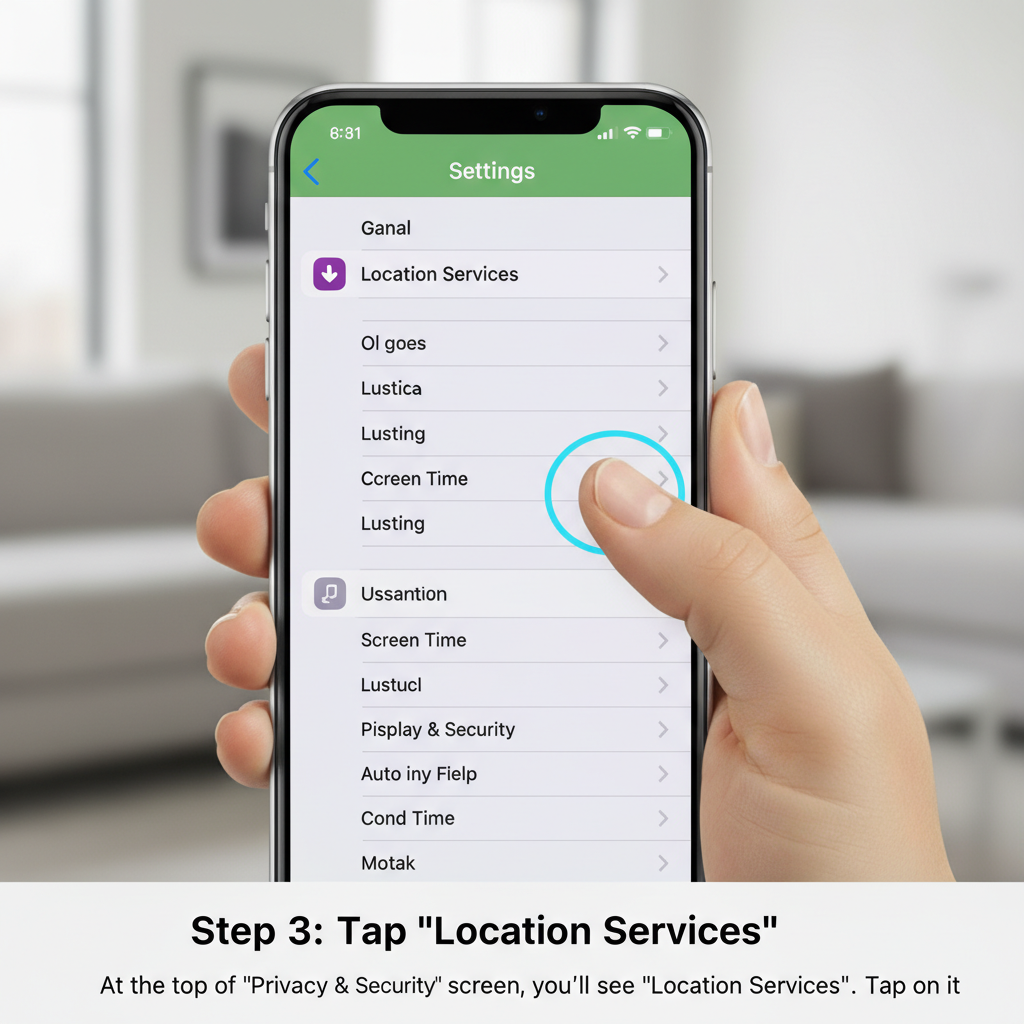 6:31
Settings
Ganal
Location Services
Ol goes
Lustica
Lusting
Ccreen Time
Lusting
Ussantion
Screen Time
Lustucl
Pisplay & Security
Auto iny Fielp
Cond Time
Motak
Step 3: Tap "Location Services"
At the top of "Privacy & Security" screen, you'll see "Location Services". Tap on it